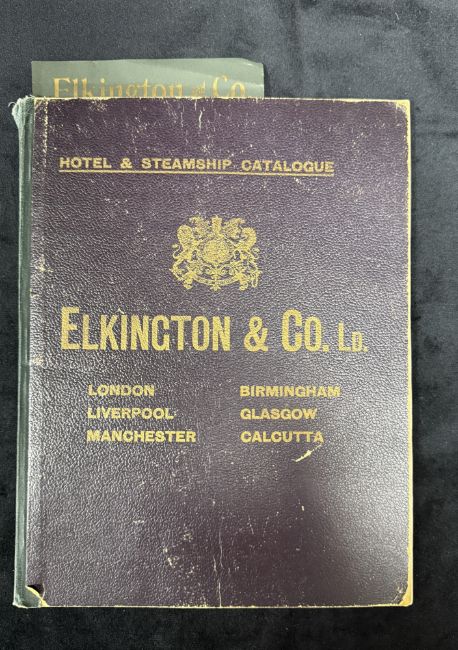 Elkington & Co.
HOTEL & STEAMSHIP CATALOGUE
ELKINGTON & CO. LD.
LONDON BIRMINGHAM
LIVERPOOL GLASGOW
MANCHESTER CALCUTTA